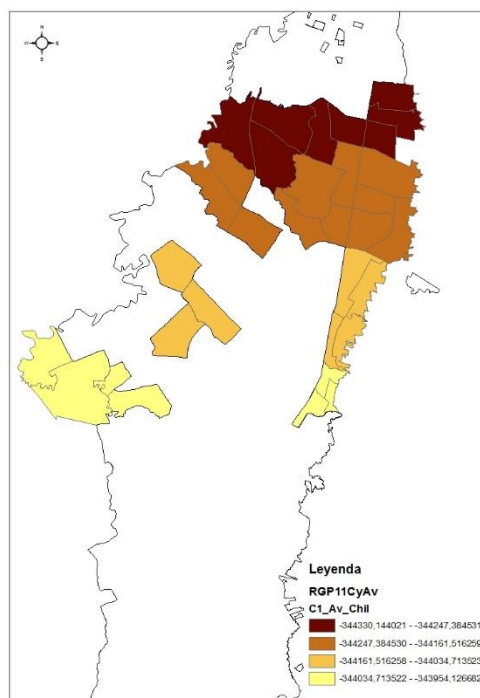 N
W E
S
Leyenda
RGP11CyAv
C1_Av_Chil
-344330,144021 - -344247,384531
-344247,384530 - -344161,516259
-344161,516258 - -344034,713523
-344034,713522 - -343954,126682